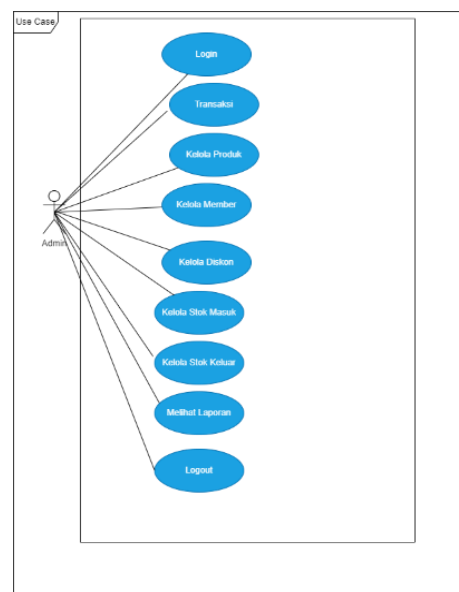 Use Case
Login
Transaksi
Kelola Produk
Kelola Member
Admin
Kelola Diskon
Kelola Stok Masuk
Kelola Stok Keluar
Melihat Laporan
Logout